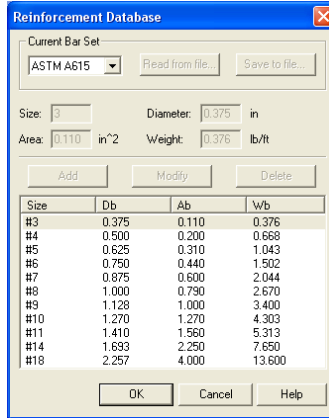 Reinforcement Database
Current Bar Set
ASTM A615 Read from file... Save to file...
Size: 3 Diameter: 0.375 in
Area: 0.110 in^2 Weight: 0.376 lb/ft
Add Modify Delete
Size Db Ab Wb
#3 0.375 0.110 0.376
#4 0.500 0.200 0.668
#5 0.625 0.310 1.043
#6 0.750 0.440 1.502
#7 0.875 0.600 2.044
#8 1.000 0.790 2.670
#9 1.128 1.000 3.400
#10 1.270 1.270 4.303
#11 1.410 1.560 5.313
#14 1.693 2.250 7.650
#18 2.257 4.000 13.600
OK Cancel Help